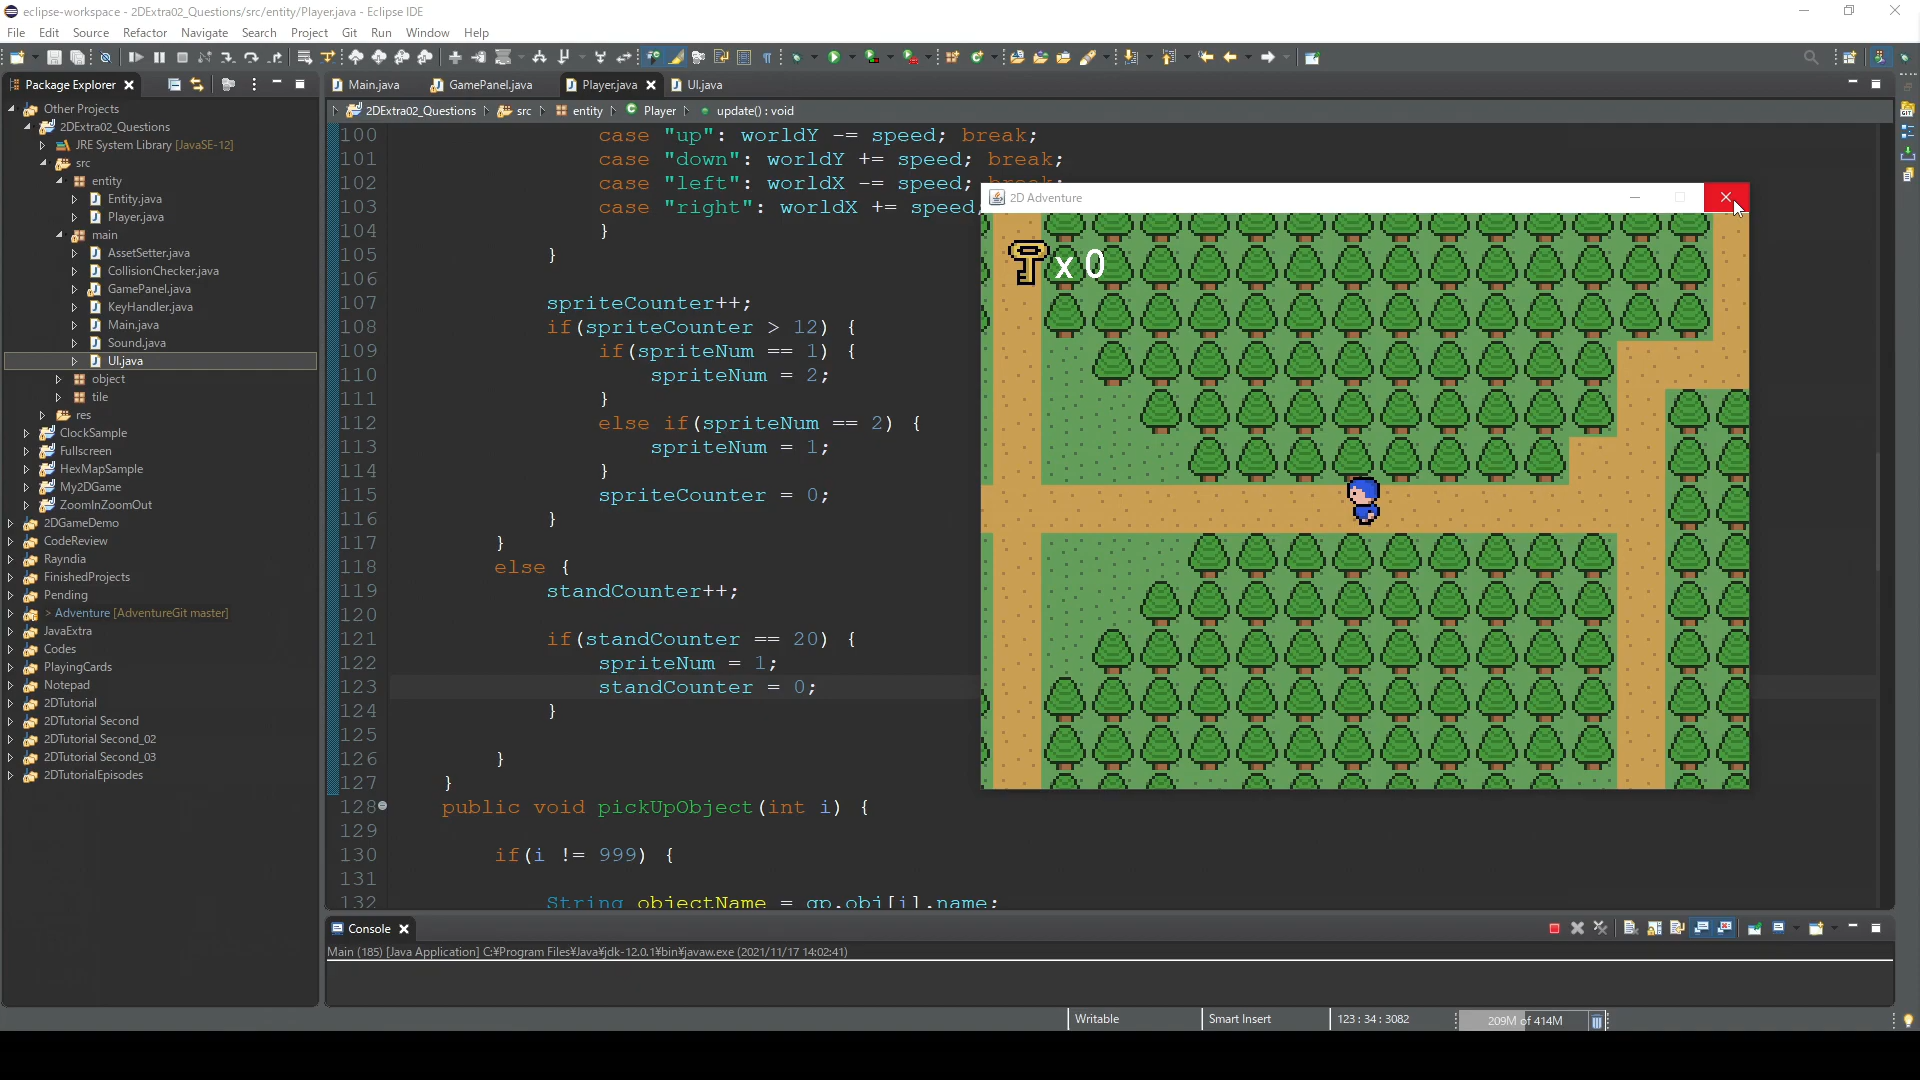 eclipse-workspace - 2DExtra02_Questions/src/entity/Player.java - Eclipse IDE
File Edit Source Refactor Navigate Search Project Git Run Window Help
Package Explorer
Other Projects
2DExtra02_Questions
JRE System Library [JavaSE-12]
src
entity
Entity.java
Player.java
main
AssetSetter.java
CollisionChecker.java
GamePanel.java
KeyHandler.java
Main.java
Sound.java
UI.java
object
tile
res
ClockSample
Fullscreen
HexMapSample
My2DGame
ZoomInZoomOut
2DGameDemo
CodeReview
Rayndia
FinishedProjects
Pending
> Adventure [AdventureGit master]
JavaExtra
Codes
PlayingCards
Notepad
2DTutorial
2DTutorial Second
2DTutorial Second_02
2DTutorial Second_03
2DTutorialEpisodes
Main.java GamePanel.java Player.java UI.java
2DExtra02_Questions src entity Player update() : void
100 case "up": worldY -= speed; break;
101 case "down": worldY += speed; break;
102 case "left": worldX -= speed; break;
103 case "right": worldX += speed;
104 }
105 }
106
107 spriteCounter++;
108 if(spriteCounter > 12) {
109 if(spriteNum == 1) {
110 spriteNum = 2;
111 }
112 else if(spriteNum == 2) {
113 spriteNum = 1;
114 }
115 spriteCounter = 0;
116 }
117 }
118 else {
119 standCounter++;
120
121 if(standCounter == 20) {
122 spriteNum = 1;
123 standCounter = 0;
124 }
125
126 }
127 }
128 public void pickUpObject(int i) {
129
130 if(i != 999) {
131
132 String objectName = gp.obj[i].name;
2D Adventure
x 0
Console
Main (185) [Java Application] C:¥Program Files¥Java¥jdk-12.0.1¥bin¥javaw.exe (2021/11/17 14:02:41)
Writable Smart Insert 123 : 34 : 3082 209M of 414M